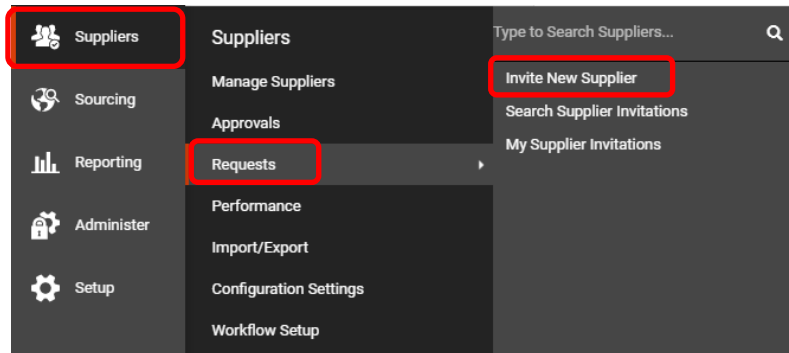 Suppliers
Sourcing
Reporting
Administer
Setup
Suppliers
Manage Suppliers
Approvals
Requests
Performance
Import/Export
Configuration Settings
Workflow Setup
Type to Search Suppliers...
Invite New Supplier
Search Supplier Invitations
My Supplier Invitations